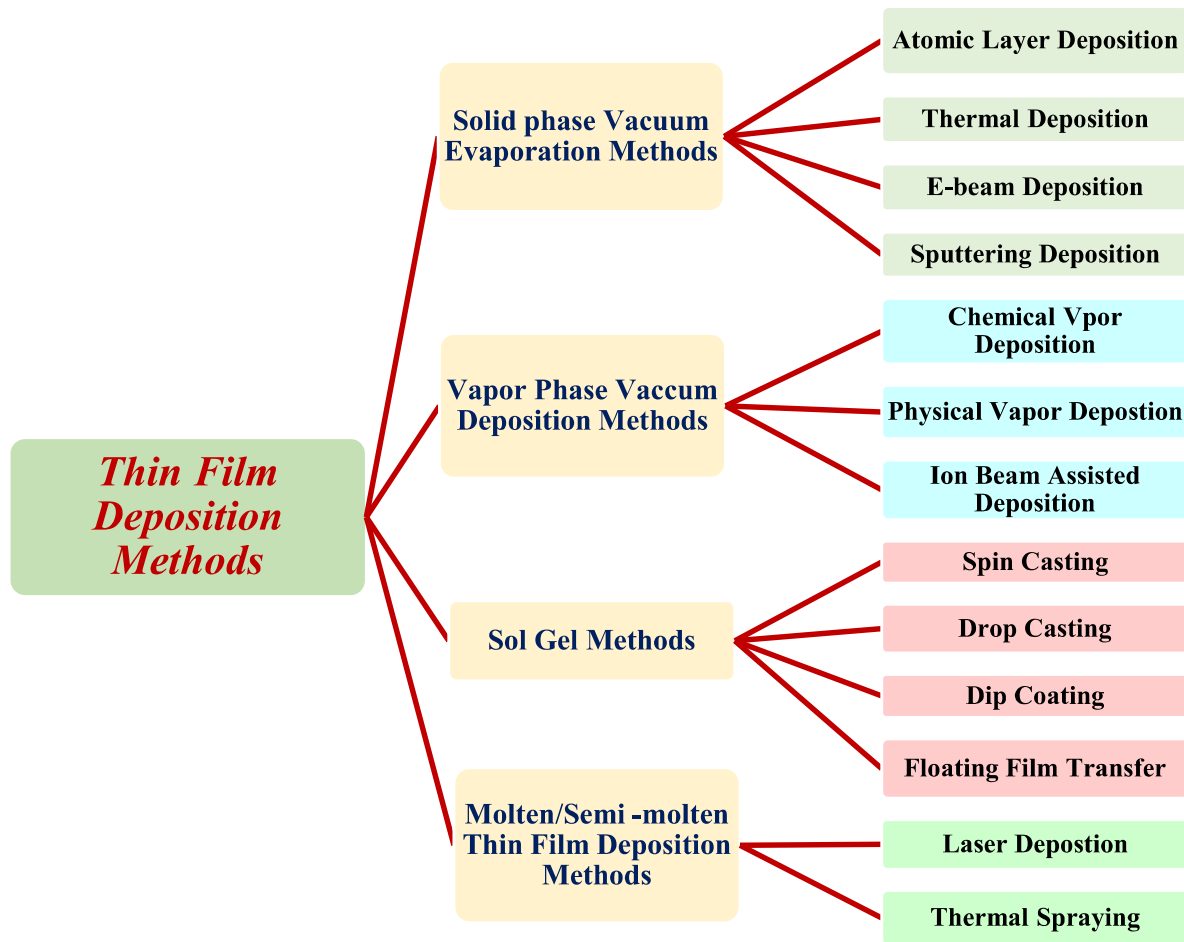 Thin Film
Deposition
Methods
Solid phase Vacuum
Evaporation Methods
Atomic Layer Deposition
Thermal Deposition
E-beam Deposition
Sputtering Deposition
Vapor Phase Vaccum
Deposition Methods
Chemical Vpor
Deposition
Physical Vapor Depostion
Ion Beam Assisted
Deposition
Sol Gel Methods
Spin Casting
Drop Casting
Dip Coating
Floating Film Transfer
Molten/Semi -molten
Thin Film Deposition
Methods
Laser Depostion
Thermal Spraying